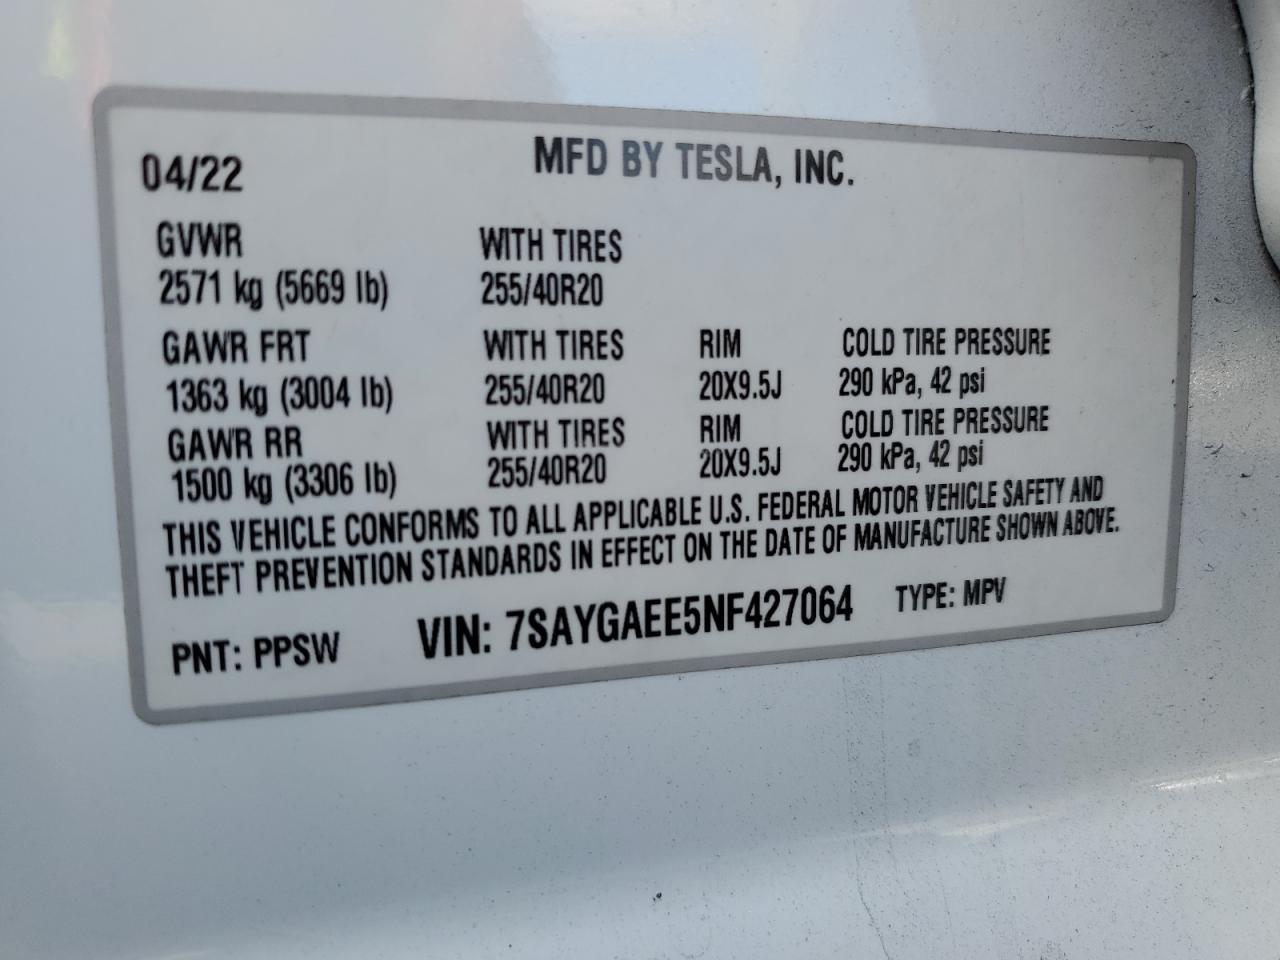 04/22 MFD BY TESLA, INC.
GVWR WITH TIRES
2571 kg (5669 lb) 255/40R20
GAWR FRT WITH TIRES RIM COLD TIRE PRESSURE
1363 kg (3004 lb) 255/40R20 20X9.5J 290 kPa, 42 psi
GAWR RR WITH TIRES RIM COLD TIRE PRESSURE
1500 kg (3306 lb) 255/40R20 20X9.5J 290 kPa, 42 psi
THIS VEHICLE CONFORMS TO ALL APPLICABLE U.S. FEDERAL MOTOR VEHICLE SAFETY AND
THEFT PREVENTION STANDARDS IN EFFECT ON THE DATE OF MANUFACTURE SHOWN ABOVE.
PNT: PPSW VIN: 7SAYGAEE5NF427064 TYPE: MPV